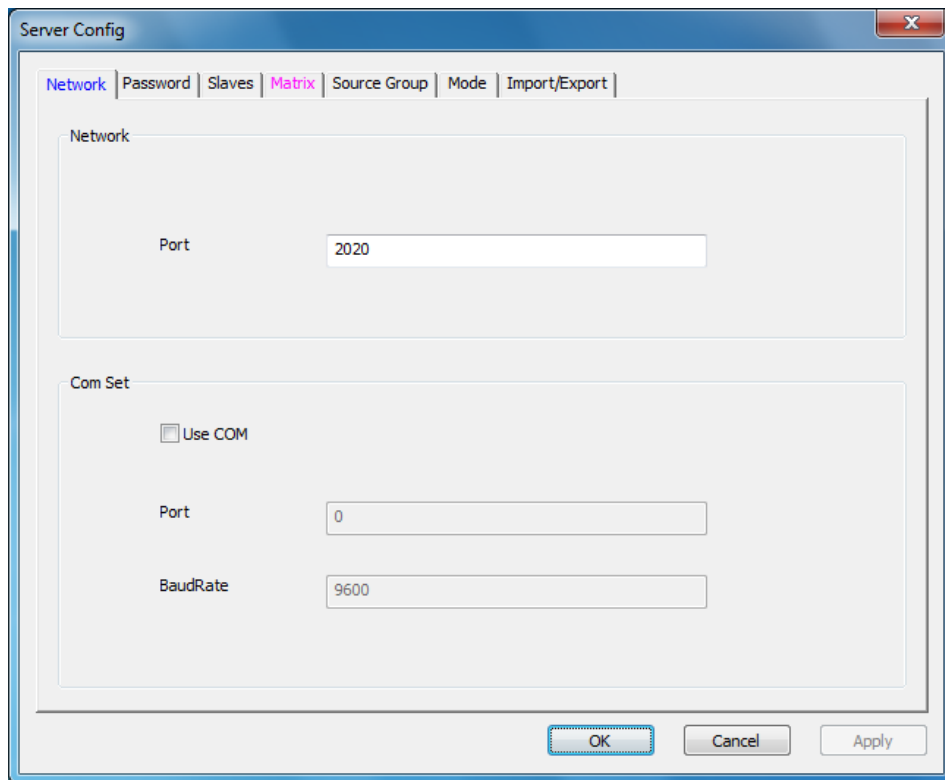 Server Config
Network Password Slaves Matrix Source Group Mode Import/Export
Network
Port 2020
Com Set
Use COM
Port 0
BaudRate 9600
OK Cancel Apply